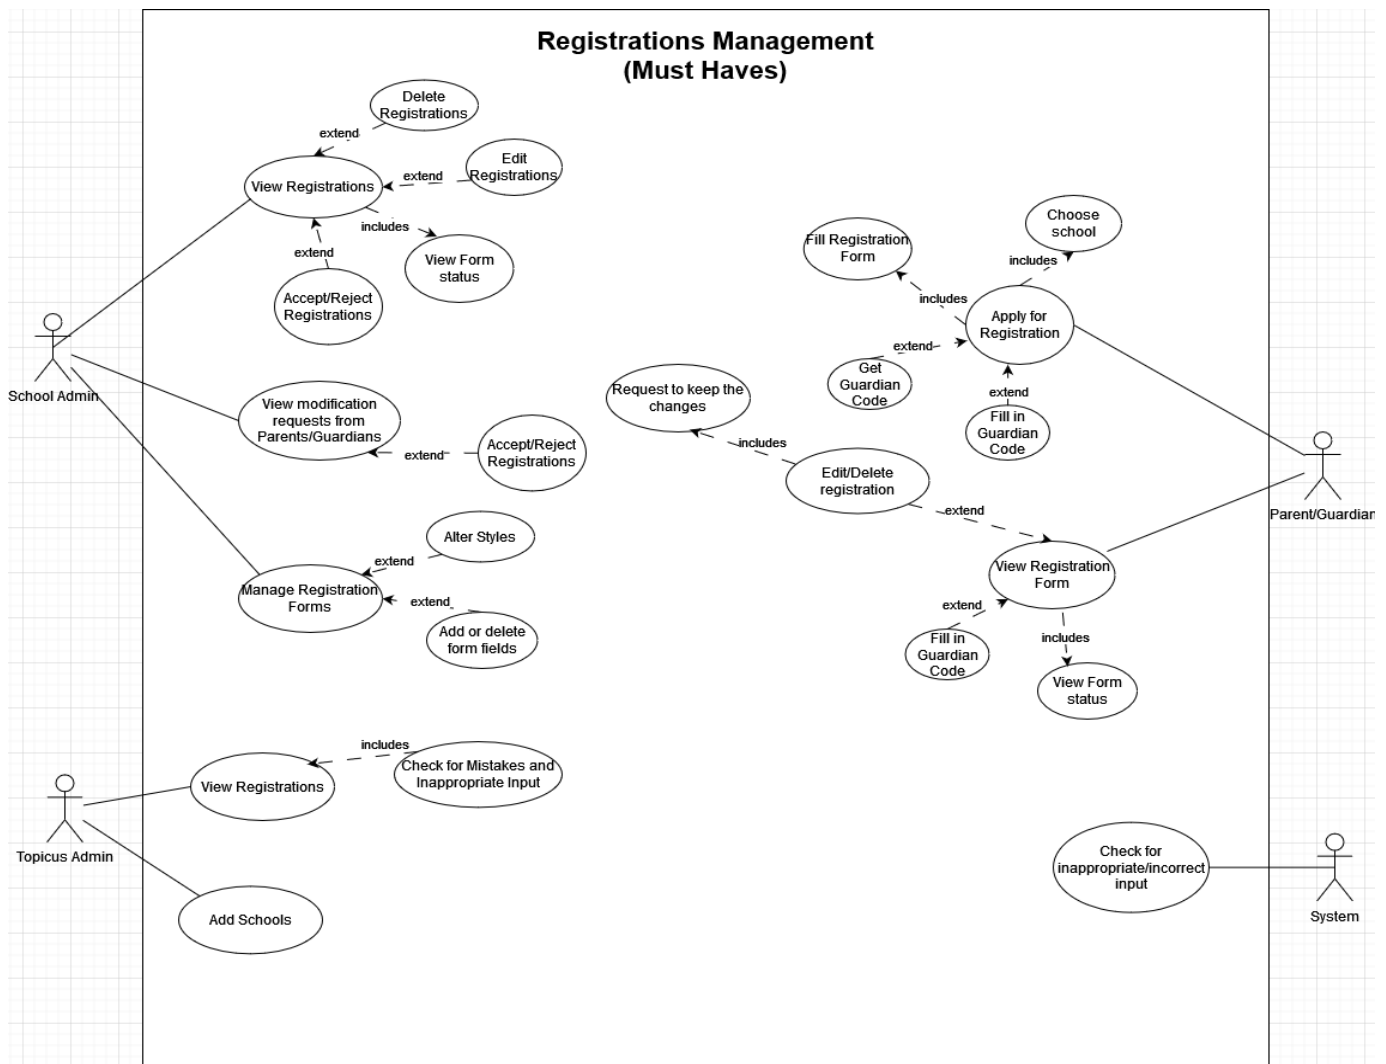 Registrations Management
(Must Haves)
Delete
Registrations
extend
Edit
Registrations
extend
View Registrations
includes
View Form
status
extend
Accept/Reject
Registrations
School Admin
View modification
requests from
Parents/Guardians
extend
Accept/Reject
Registrations
Alter Styles
extend
Manage Registration
Forms
extend
Add or delete
form fields
Choose
school
Fill Registration
Form
includes
includes
Apply for
Registration
extend
Get
Guardian
Code
extend
Fill in
Guardian
Code
Request to keep the
changes
includes
Edit/Delete
registration
extend
Parent/Guardian
View Registration
Form
extend
Fill in
Guardian
Code
includes
View Form
status
includes
Check for Mistakes and
Inappropriate Input
View Registrations
Topicus Admin
Add Schools
Check for
inappropriate/incorrect
input
System